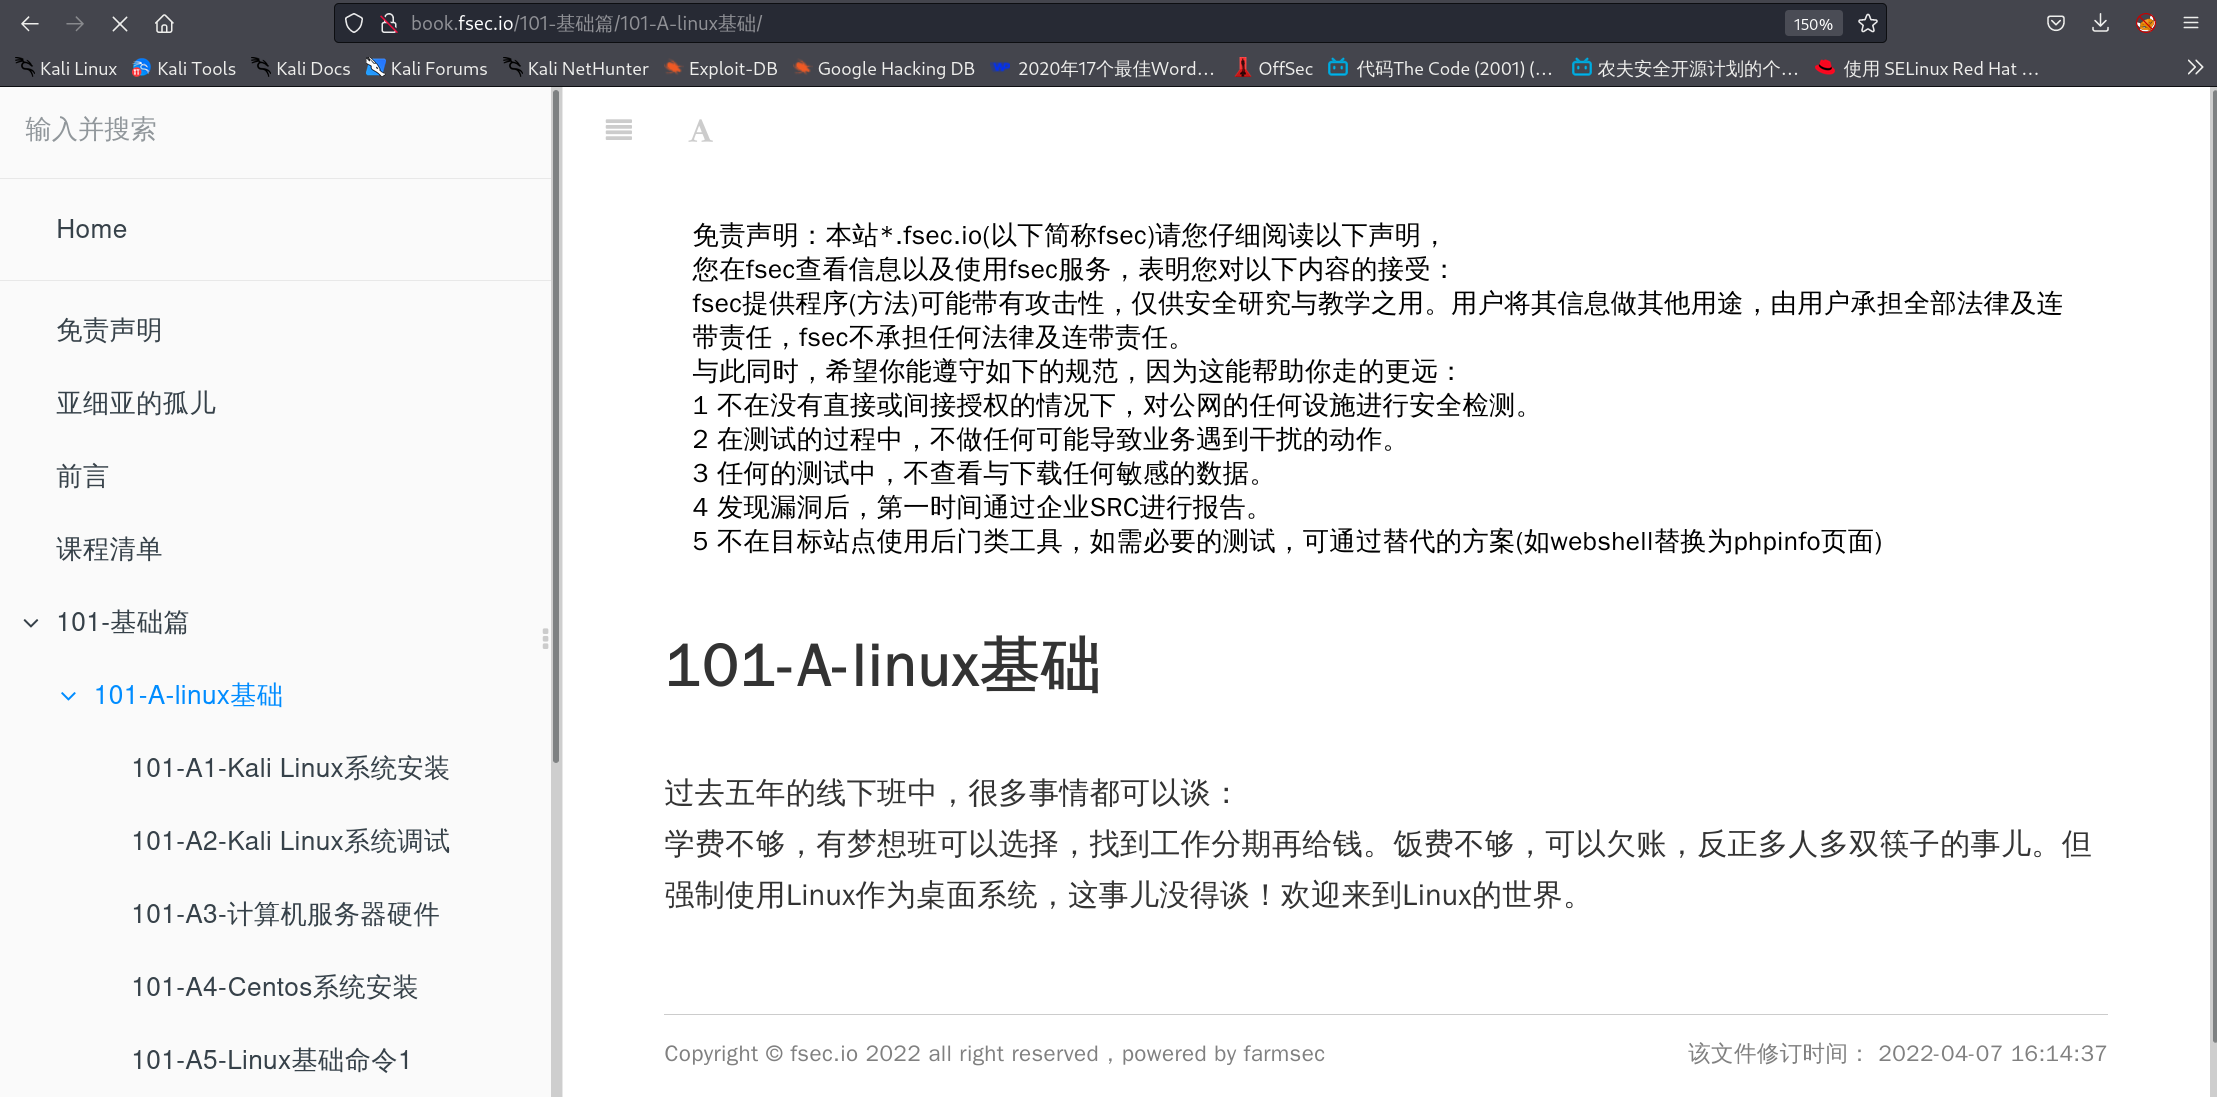 book.fsec.io/101-基础篇/101-A-linux基础/
150%
Kali Linux
Kali Tools
Kali Docs
Kali Forums
Kali NetHunter
Exploit-DB
Google Hacking DB
2020年17个最佳Word…
OffSec
代码The Code (2001) (…
农夫安全开源计划的个…
使用 SELinux Red Hat …
输入并搜索
Home
免责声明
亚细亚的孤儿
前言
课程清单
101-基础篇
101-A-linux基础
101-A1-Kali Linux系统安装
101-A2-Kali Linux系统调试
101-A3-计算机服务器硬件
101-A4-Centos系统安装
101-A5-Linux基础命令1
A
免责声明：本站*.fsec.io(以下简称fsec)请您仔细阅读以下声明，
您在fsec查看信息以及使用fsec服务，表明您对以下内容的接受：
fsec提供程序(方法)可能带有攻击性，仅供安全研究与教学之用。用户将其信息做其他用途，由用户承担全部法律及连
带责任，fsec不承担任何法律及连带责任。
与此同时，希望你能遵守如下的规范，因为这能帮助你走的更远：
1 不在没有直接或间接授权的情况下，对公网的任何设施进行安全检测。
2 在测试的过程中，不做任何可能导致业务遇到干扰的动作。
3 任何的测试中，不查看与下载任何敏感的数据。
4 发现漏洞后，第一时间通过企业SRC进行报告。
5 不在目标站点使用后门类工具，如需必要的测试，可通过替代的方案(如webshell替换为phpinfo页面)
101-A-linux基础
过去五年的线下班中，很多事情都可以谈：
学费不够，有梦想班可以选择，找到工作分期再给钱。饭费不够，可以欠账，反正多人多双筷子的事儿。但
强制使用Linux作为桌面系统，这事儿没得谈！欢迎来到Linux的世界。
Copyright © fsec.io 2022 all right reserved，powered by farmsec
该文件修订时间： 2022-04-07 16:14:37